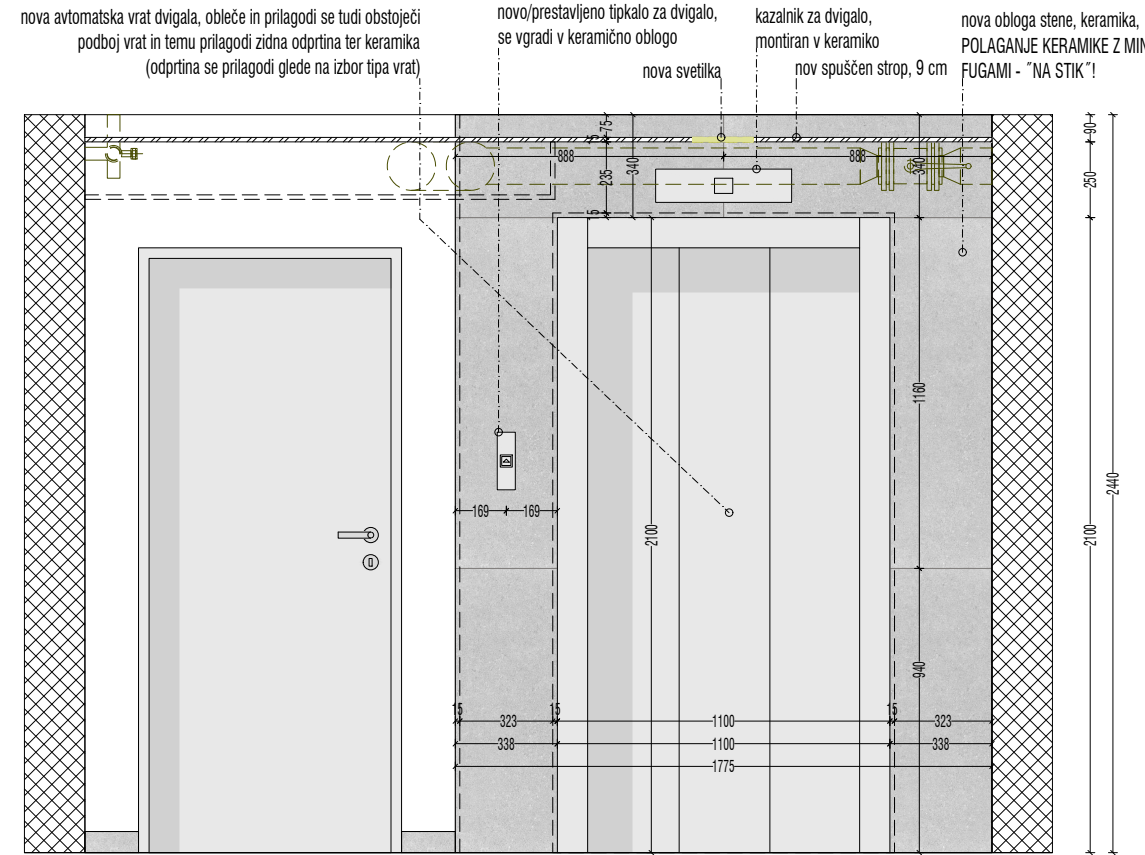 nova avtomatska vrat dvigala, obleče in prilagodi se tudi obstoječi
podboj vrat in temu prilagodi zidna odprtina ter keramika
(odprtina se prilagodi glede na izbor tipa vrat)
novo/prestavljeno tipkalo za dvigalo,
se vgradi v keramično oblogo
nova svetilka
kazalnik za dvigalo,
montiran v keramiko
nov spuščen strop, 9 cm
nova obloga stene, keramika,
POLAGANJE KERAMIKE Z MIN
FUGAMI - ˝NA STIK˝!
75
90
15
888
888
340
235
340
250
15
1160
169
169
2100
2100
2440
940
15
323
15
1100
15
323
338
1100
338
1775